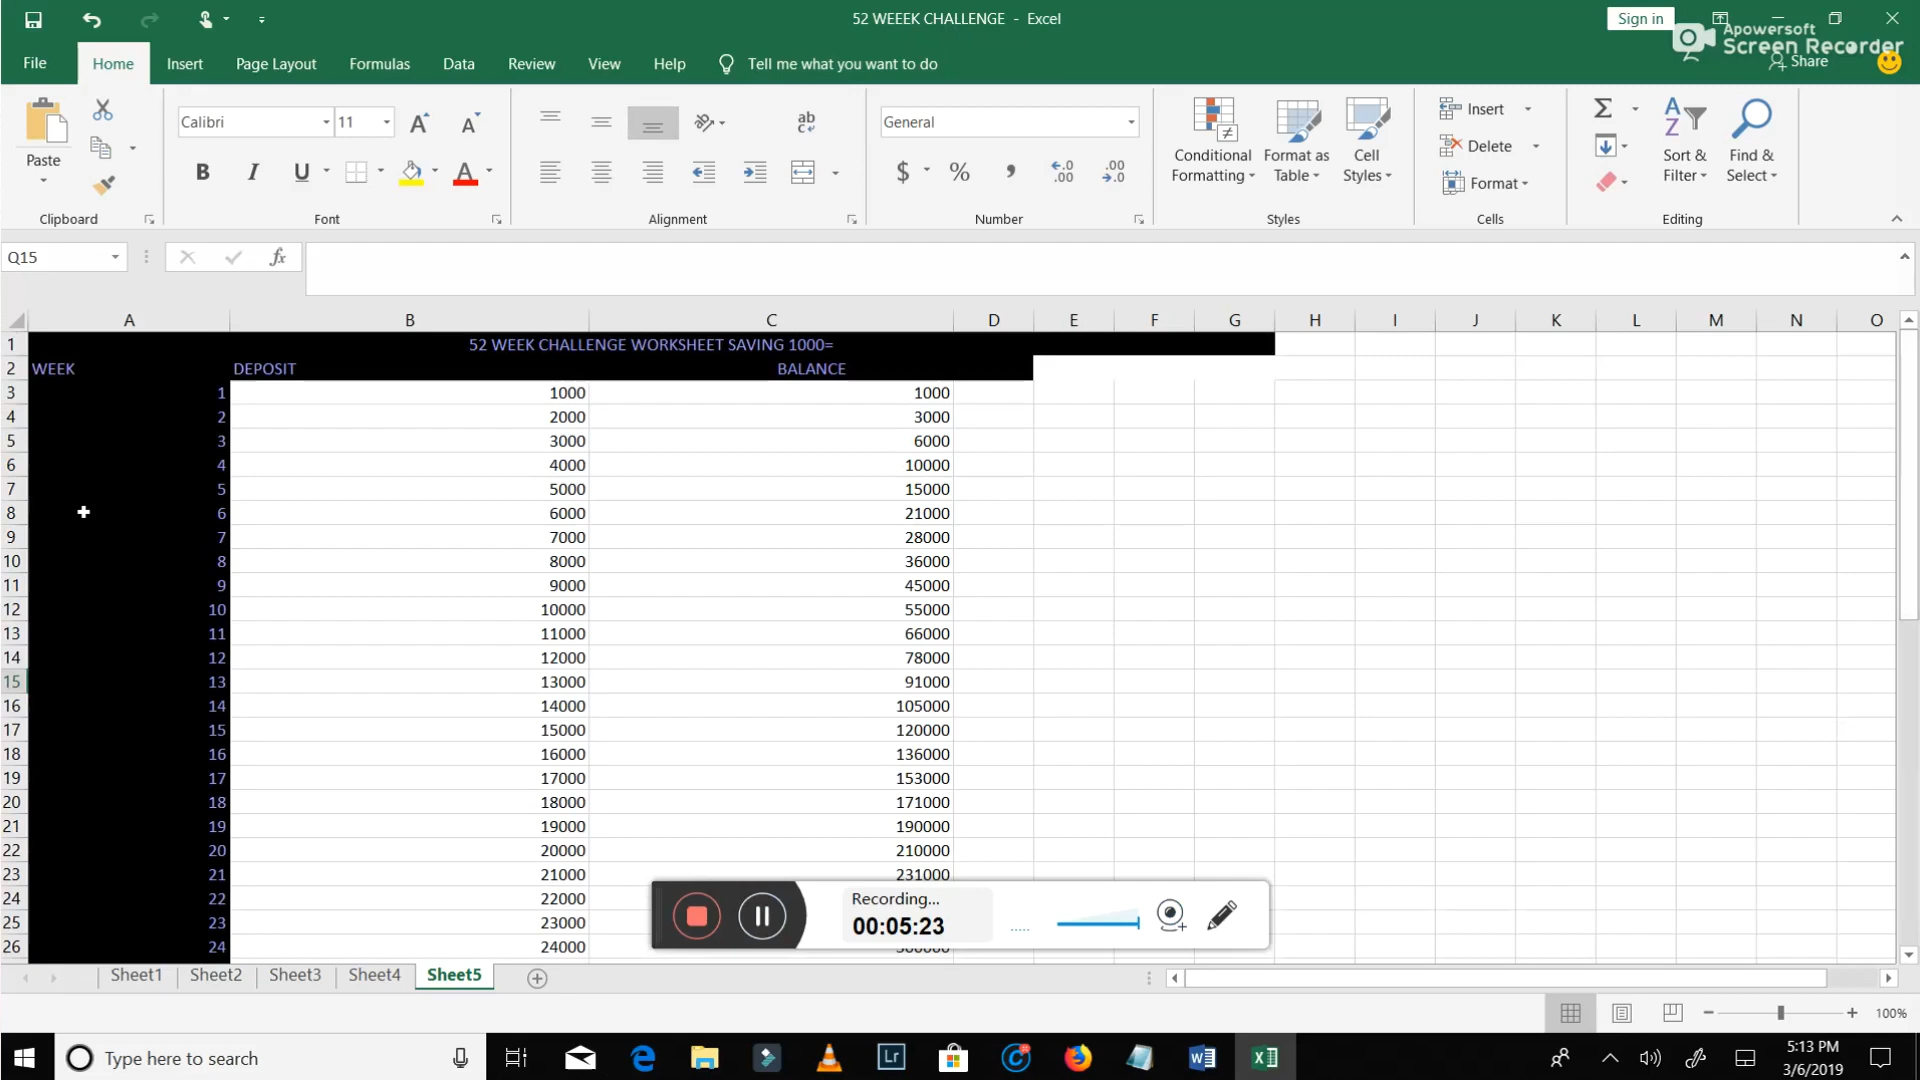 52 WEEEK CHALLENGE - Excel
Sign in
Apowersoft
Screen Recorder
File Home Insert Page Layout Formulas Data Review View Help Tell me what you want to do Share
Paste
Clipboard
Calibri 11
B I U A
Font
ab
Alignment
General
$ % ,
Number
Conditional Formatting
Format as Table
Cell Styles
Styles
Insert
Delete
Format
Cells
Sort & Filter
Find & Select
Editing
Q15 fx
A B C D E F G H I J K L M N O
1 52 WEEK CHALLENGE WORKSHEET SAVING 1000=
2 WEEK DEPOSIT BALANCE
3 1 1000 1000
4 2 2000 3000
5 3 3000 6000
6 4 4000 10000
7 5 5000 15000
8 6 6000 21000
9 7 7000 28000
10 8 8000 36000
11 9 9000 45000
12 10 10000 55000
13 11 11000 66000
14 12 12000 78000
15 13 13000 91000
16 14 14000 105000
17 15 15000 120000
18 16 16000 136000
19 17 17000 153000
20 18 18000 171000
21 19 19000 190000
22 20 20000 210000
23 21 21000 231000
24 22 22000
25 23 23000
26 24 24000
Recording...
00:05:23
Sheet1 Sheet2 Sheet3 Sheet4 Sheet5
100%
Type here to search
Lr
5:13 PM
3/6/2019